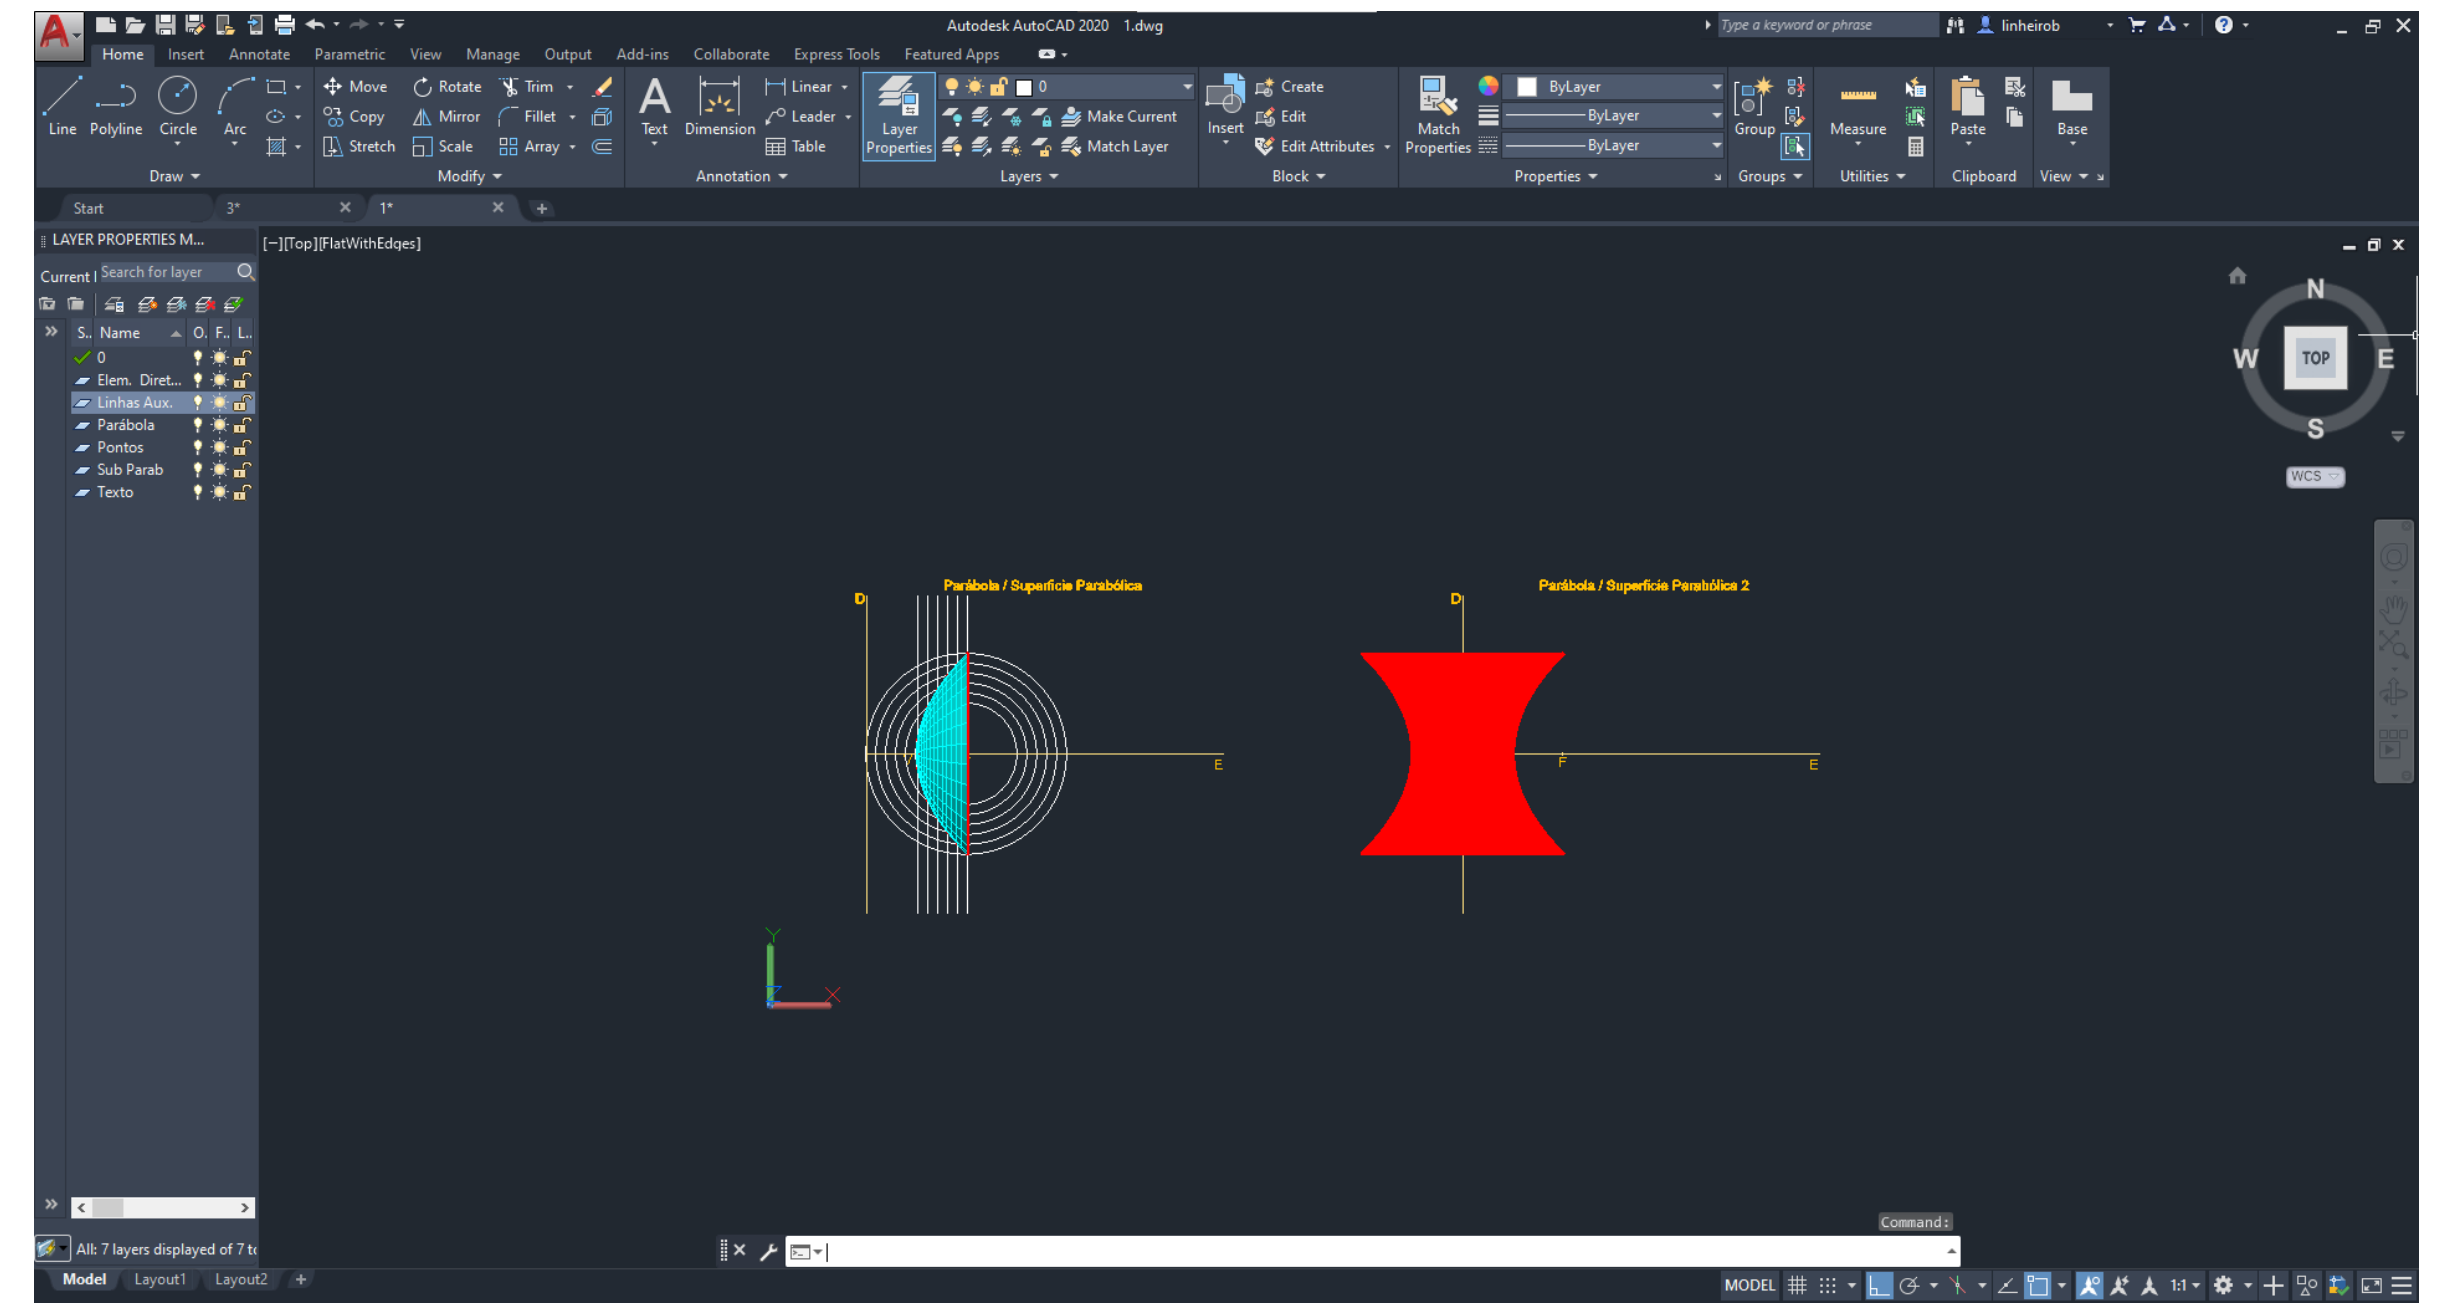 Autodesk AutoCAD 2020 1.dwg
Type a keyword or phrase
linheirob
Home Insert Annotate Parametric View Manage Output Add-ins Collaborate Express Tools Featured Apps
Line Polyline Circle Arc
Move Rotate Trim
Copy Mirror Fillet
Stretch Scale Array
Text Dimension
Linear
Leader
Table
Layer Properties
0
Make Current
Match Layer
Insert
Create
Edit
Edit Attributes
Match Properties
ByLayer
ByLayer
ByLayer
Group
Measure
Paste
Base
Draw Modify Annotation Layers Block Properties Groups Utilities Clipboard View
Start 3* 1*
LAYER PROPERTIES M...
[−][Top][FlatWithEdges]
Current l Search for layer
S.. Name O. F.. L..
0
Elem. Diret...
Linhas Aux.
Parábola
Pontos
Sub Parab
Texto
N
W TOP E
S
WCS
Parábola / Superfície Parabólica
Parábola / Superfície Parabólica 2
D
D
V
E
F
E
Y
X
Z
Command:
All: 7 layers displayed of 7 to
Model Layout1 Layout2
MODEL
1:1